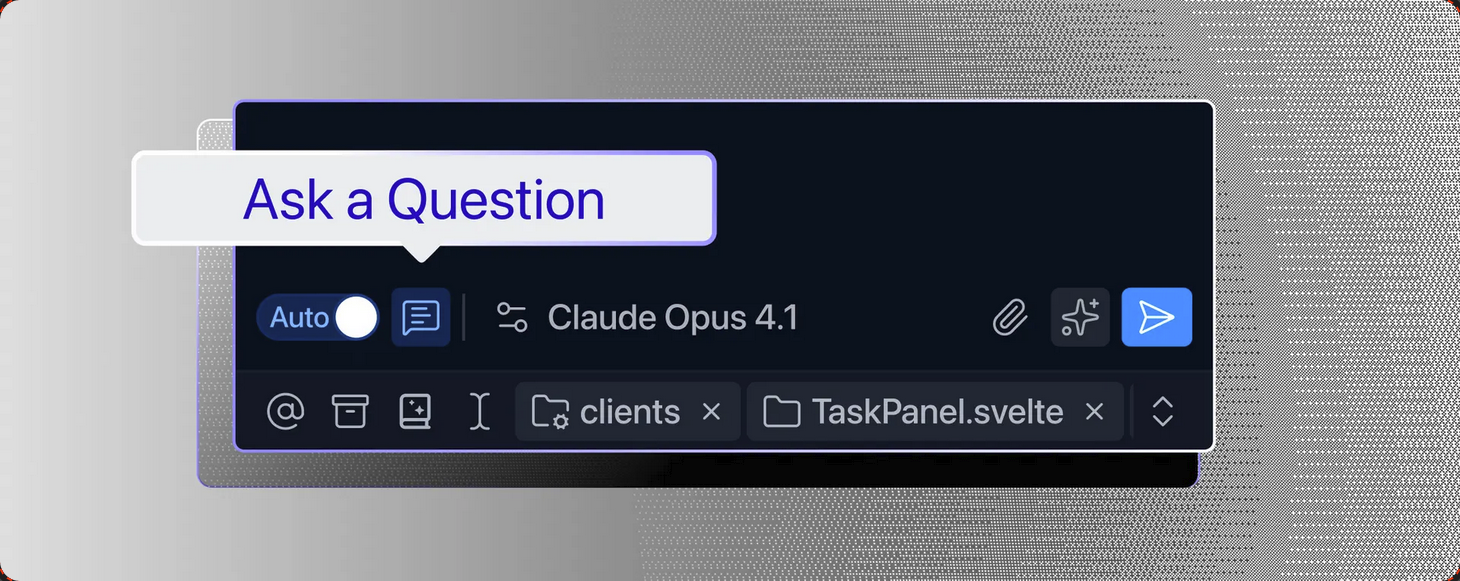 Ask a Question
Auto Claude Opus 4.1
@ clients × TaskPanel.svelte ×